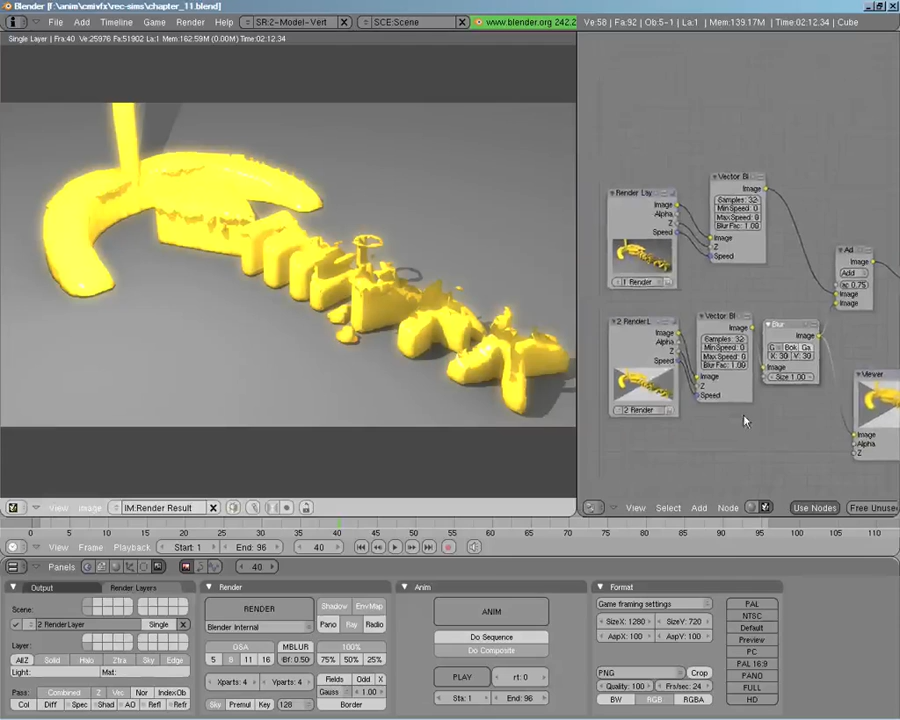 Blender [f:\anim\cmivfx\rec-sims\chapter_11.blend]
File Add Timeline Game Render Help SR:2-Model-Vert SCE:Scene www.blender.org 242.2 Ve:58 | Fa:92 | Ob:5-1 | La:1 | Mem:139.17M | Time: | Cube
Single Layer | Fra:40 Ve:25976 Fa:51902 La:1 Mem:162.59M (0.00M) Time:02:12.34
Vector Bl
Image
Samples: 32
MinSpeed: 0
MaxSpeed: 0
Blur Fac: 1.00
Image
Z
Speed
Render Lay
Image
Alpha
Z
Speed
1 Render
Ad
Image
Add
Image
Image
2 RenderL
Image
Alpha
Z
Speed
2 Render
Vector Bl
Image
Samples: 32
MinSpeed: 0
MaxSpeed: 0
Blur Fac: 1.00
Image
Z
Speed
Blur
Image
G Bok Ga
X: 30 Y: 30
Image
Size 1.00
Viewer
Image
Alpha
Z
View Image IM:Render Result
View Select Add Node Use Nodes Free Unuse
0 5 10 15 20 25 30 35 40 45 50 55 60 65 70 75 80 85 90 95 100 105 110
View Frame Playback Start: 1 End: 96 40
Panels 40
Output Render Layers
Scene:
2 RenderLayer Single
Layer:
AllZ Solid Halo Ztra Sky Edge
Light: Mat:
Pass: Combined Z Vec Nor IndexOb
Col Diff Spec Shad AO Refl Refr
Render
RENDER
Blender Internal
Shadow EnvMap
Pano Ray Radio
OSA
5 8 11 16
MBLUR
Bf: 0.50
100%
75% 50% 25%
Xparts: 4 Yparts: 4
Fields Odd X
Gauss 1.00
Sky Premul Key 128 Border
Anim
ANIM
Do Sequence
Do Composite
PLAY rt: 0
Sta: 1 End: 96
Format
Game framing settings
SizeX: 1280 SizeY: 720
AspX: 100 AspY: 100
PNG Crop
Quality: 100 Frs/sec: 24
BW RGB RGBA
PAL
NTSC
Default
Preview
PC
PAL 16:9
PANO
FULL
HD